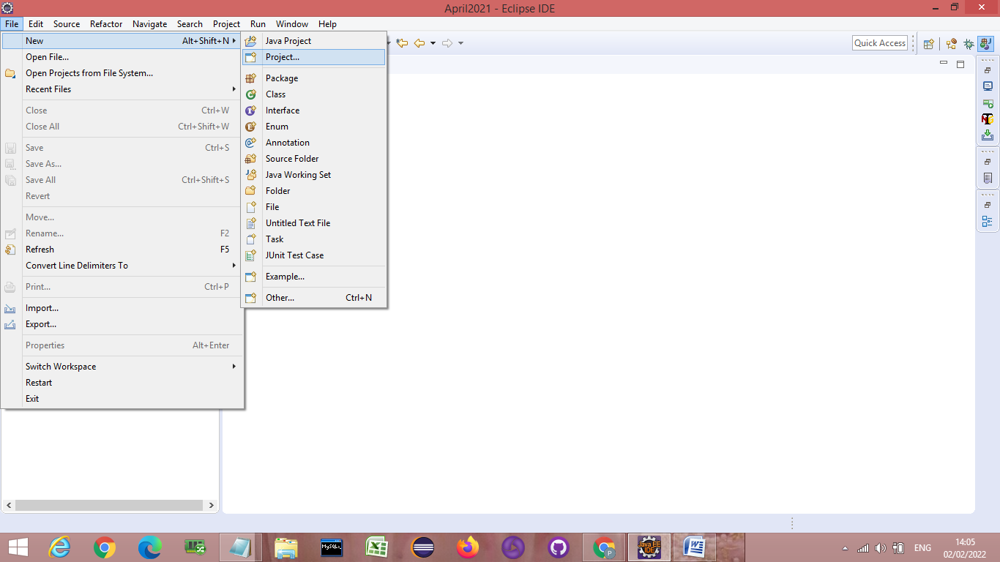 April2021 - Eclipse IDE
File Edit Source Refactor Navigate Search Project Run Window Help
Quick Access
New Alt+Shift+N
Open File...
Open Projects from File System...
Recent Files
Close Ctrl+W
Close All Ctrl+Shift+W
Save Ctrl+S
Save As...
Save All Ctrl+Shift+S
Revert
Move...
Rename... F2
Refresh F5
Convert Line Delimiters To
Print... Ctrl+P
Import...
Export...
Properties Alt+Enter
Switch Workspace
Restart
Exit
Java Project
Project...
Package
Class
Interface
Enum
Annotation
Source Folder
Java Working Set
Folder
File
Untitled Text File
Task
JUnit Test Case
Example...
Other... Ctrl+N
MySQL
Java EE
IDE
P
ENG
14:05
02/02/2022